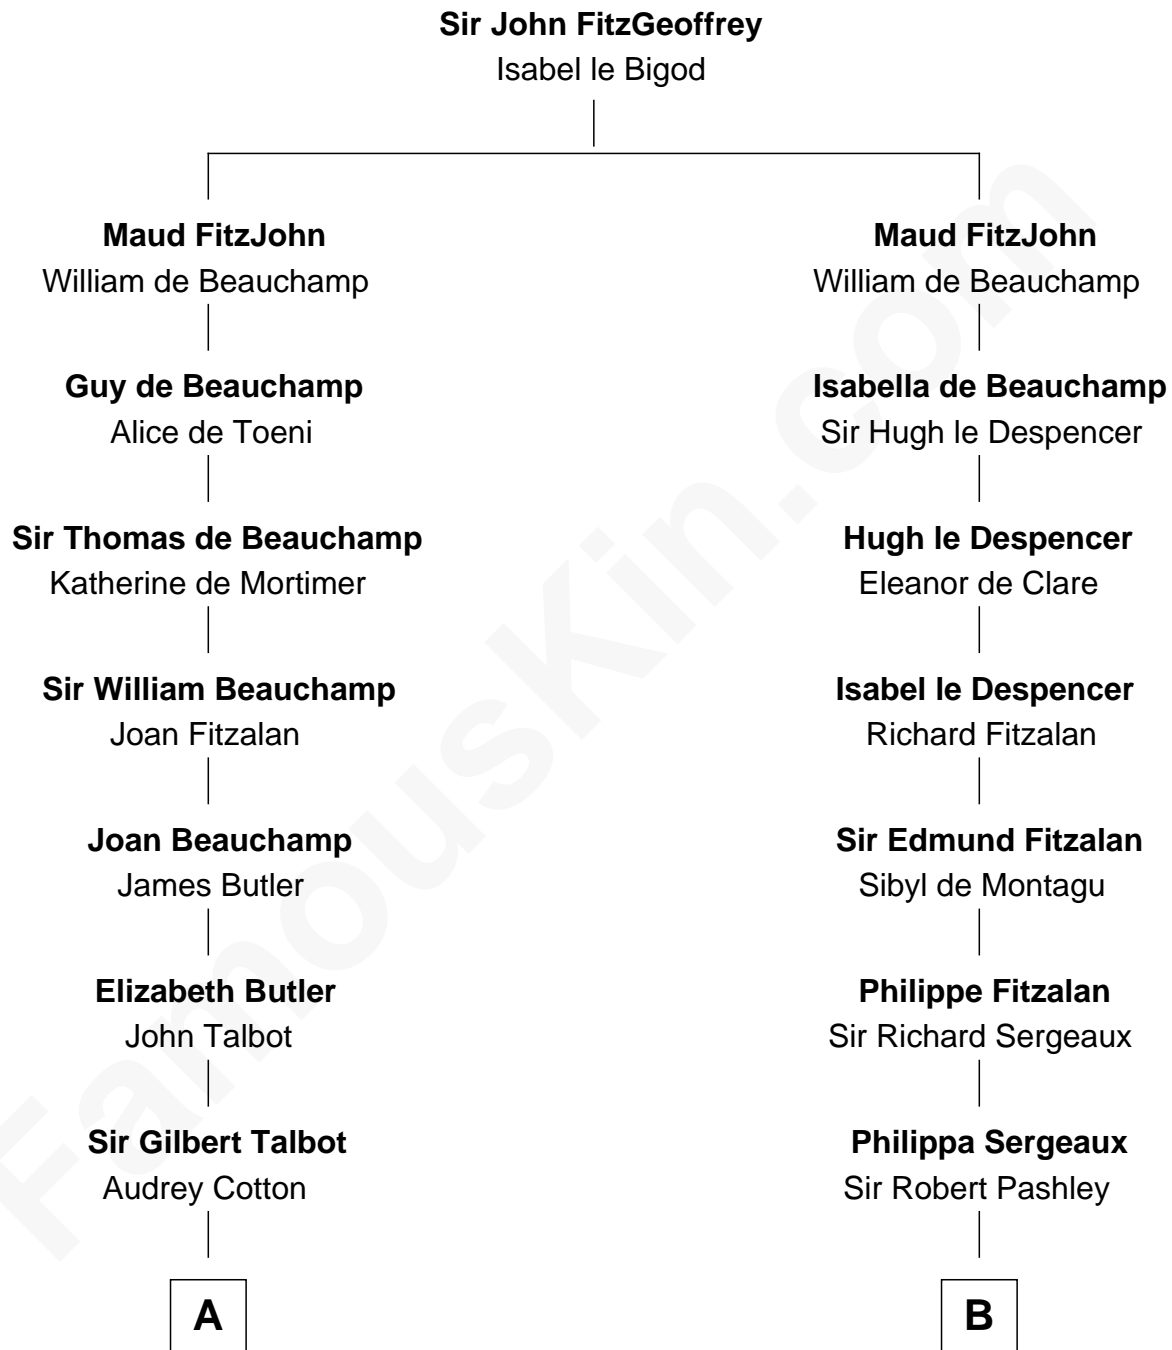 Sir John FitzGeoffrey
Isabel le Bigod
Maud FitzJohn
William de Beauchamp
Guy de Beauchamp
Alice de Toeni
Sir Thomas de Beauchamp
Katherine de Mortimer
Sir William Beauchamp
Joan Fitzalan
Joan Beauchamp
James Butler
Elizabeth Butler
John Talbot
Sir Gilbert Talbot
Audrey Cotton
A
Maud FitzJohn
William de Beauchamp
Isabella de Beauchamp
Sir Hugh le Despencer
Hugh le Despencer
Eleanor de Clare
Isabel le Despencer
Richard Fitzalan
Sir Edmund Fitzalan
Sibyl de Montagu
Philippe Fitzalan
Sir Richard Sergeaux
Philippa Sergeaux
Sir Robert Pashley
B
FamousKin.com